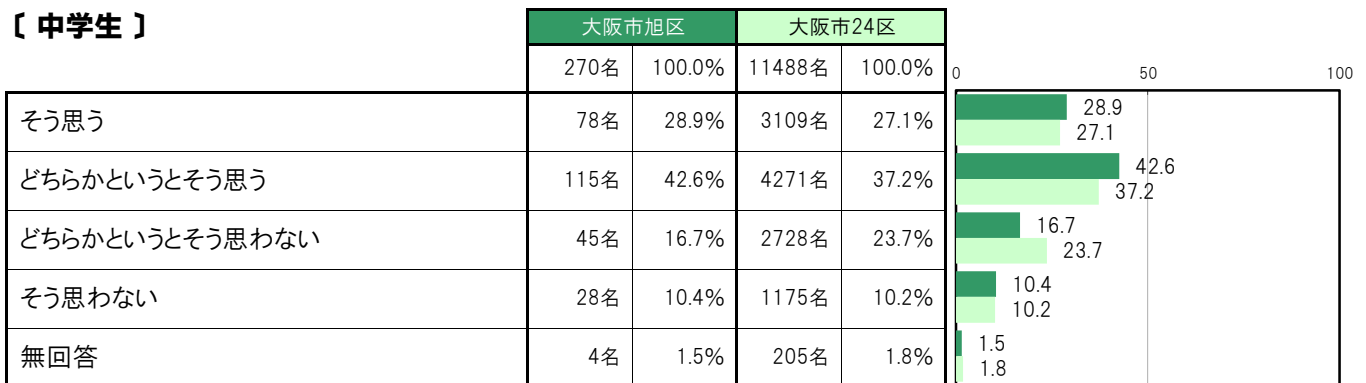 〔 中学生 〕
大阪市旭区 大阪市24区
270名 100.0% 11488名 100.0%
0 50 100
そう思う 78名 28.9% 3109名 27.1%
28.9
27.1
どちらかというとそう思う 115名 42.6% 4271名 37.2%
42.6
37.2
どちらかというとそう思わない 45名 16.7% 2728名 23.7%
16.7
23.7
そう思わない 28名 10.4% 1175名 10.2%
10.4
10.2
無回答 4名 1.5% 205名 1.8%
1.5
1.8